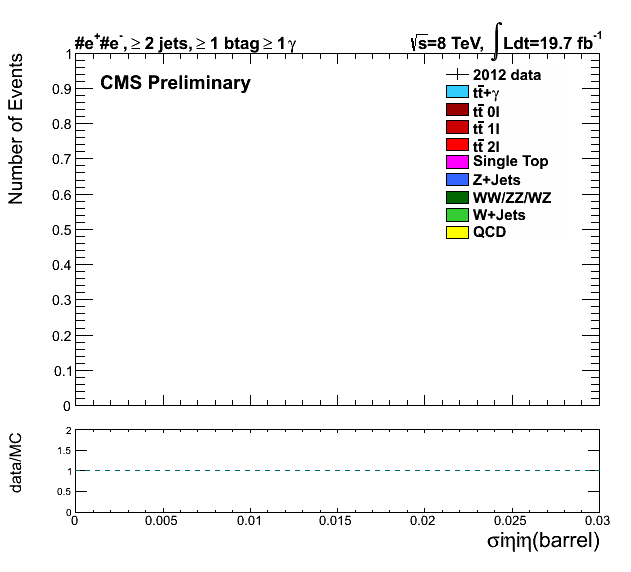 #e⁺#e⁻, ≥ 2 jets, ≥ 1 btag ≥ 1 γ
√s=8 TeV, ∫Ldt=19.7 fb⁻¹
CMS Preliminary
2012 data
tt̄+γ
tt̄ 0l
tt̄ 1l
tt̄ 2l
Single Top
Z+Jets
WW/ZZ/WZ
W+Jets
QCD
Number of Events
1
0.9
0.8
0.7
0.6
0.5
0.4
0.3
0.2
0.1
0
data/MC
2
1.5
1
0.5
0
0 0.005 0.01 0.015 0.02 0.025 0.03
σiηiη(barrel)